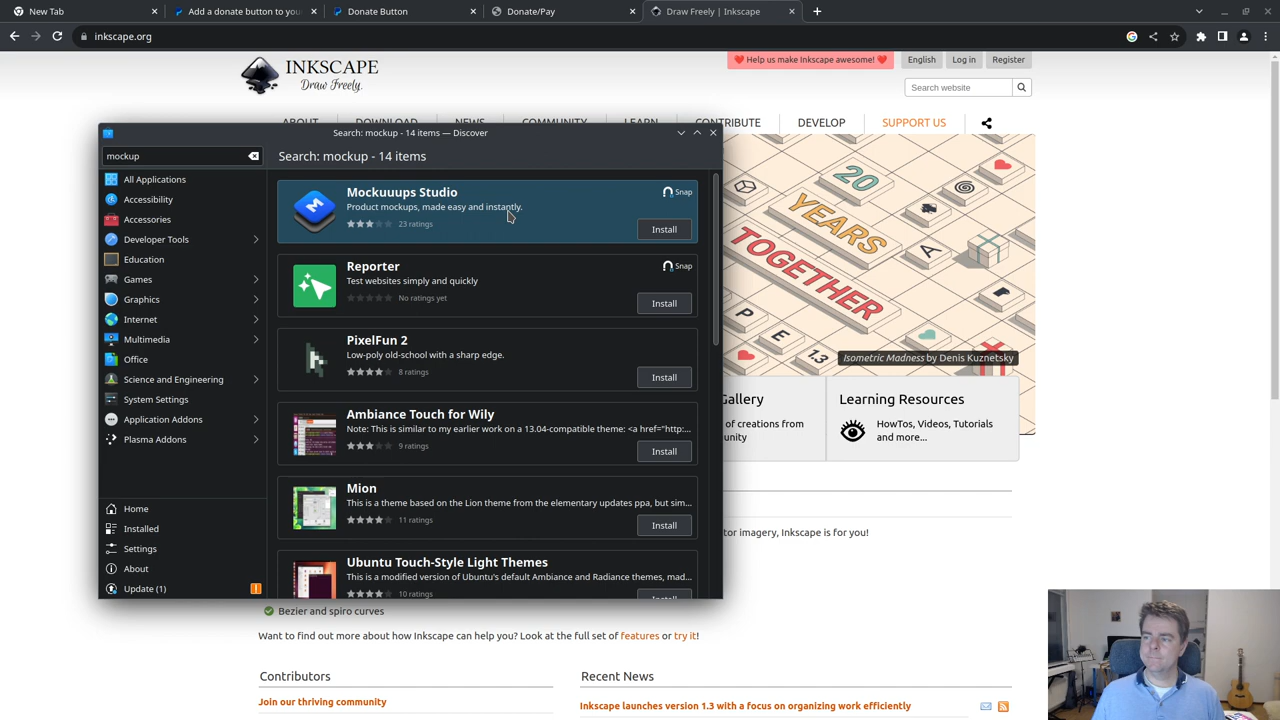 New Tab
Add a donate button to you
Donate Button
Donate/Pay
Draw Freely | Inkscape
inkscape.org
INKSCAPE
Draw Freely.
Help us make Inkscape awesome!
English
Log in
Register
Search website
ABOUT
DOWNLOAD
NEWS
COMMUNITY
LEARN
CONTRIBUTE
DEVELOP
SUPPORT US
20
YEARS
TOGETHER
A
P
E
1.3
Isometric Madness by Denis Kuznetsky
Gallery
of creations from
unity
Learning Resources
HowTos, Videos, Tutorials
and more...
tor imagery, Inkscape is for you!
Search: mockup - 14 items — Discover
mockup
Search: mockup - 14 items
All Applications
Accessibility
Accessories
Developer Tools
Education
Games
Graphics
Internet
Multimedia
Office
Science and Engineering
System Settings
Application Addons
Plasma Addons
Home
Installed
Settings
About
Update (1)
Mockuuups Studio
Snap
Product mockups, made easy and instantly.
23 ratings
Install
Reporter
Snap
Test websites simply and quickly
No ratings yet
Install
PixelFun 2
Low-poly old-school with a sharp edge.
8 ratings
Install
Ambiance Touch for Wily
Note: This is similar to my earlier work on a 13.04-compatible theme: <a href="http:...
9 ratings
Install
Mion
This is a theme based on the Lion theme from the elementary updates ppa, but sim...
11 ratings
Install
Ubuntu Touch-Style Light Themes
This is a modified version of Ubuntu's default Ambiance and Radiance themes, mad...
10 ratings
Install
Bezier and spiro curves
Want to find out more about how Inkscape can help you? Look at the full set of features or try it!
Contributors
Join our thriving community
Recent News
Inkscape launches version 1.3 with a focus on organizing work efficiently